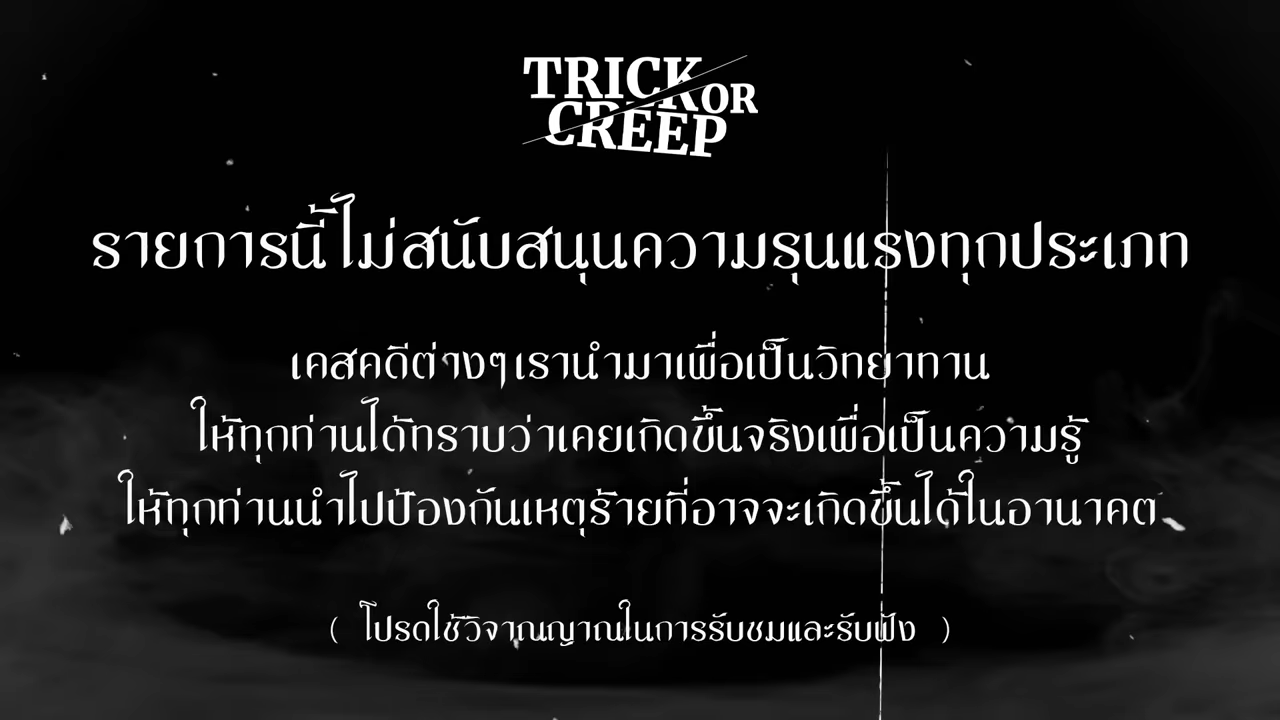 TRICK OR
CREEP
รายการนี้ไม่สนับสนุนความรุนแรงทุกประเภท
เคสคดีต่างๆเรานำมาเพื่อเป็นวิทยาทาน
ให้ทุกท่านได้ทราบว่าเคยเกิดขึ้นจริงเพื่อเป็นความรู้
ให้ทุกท่านนำไปป้องกันเหตุร้ายที่อาจจะเกิดขึ้นได้ในอานาคต
( โปรดใช้วิจาณญาณในการรับชมและรับฟัง )